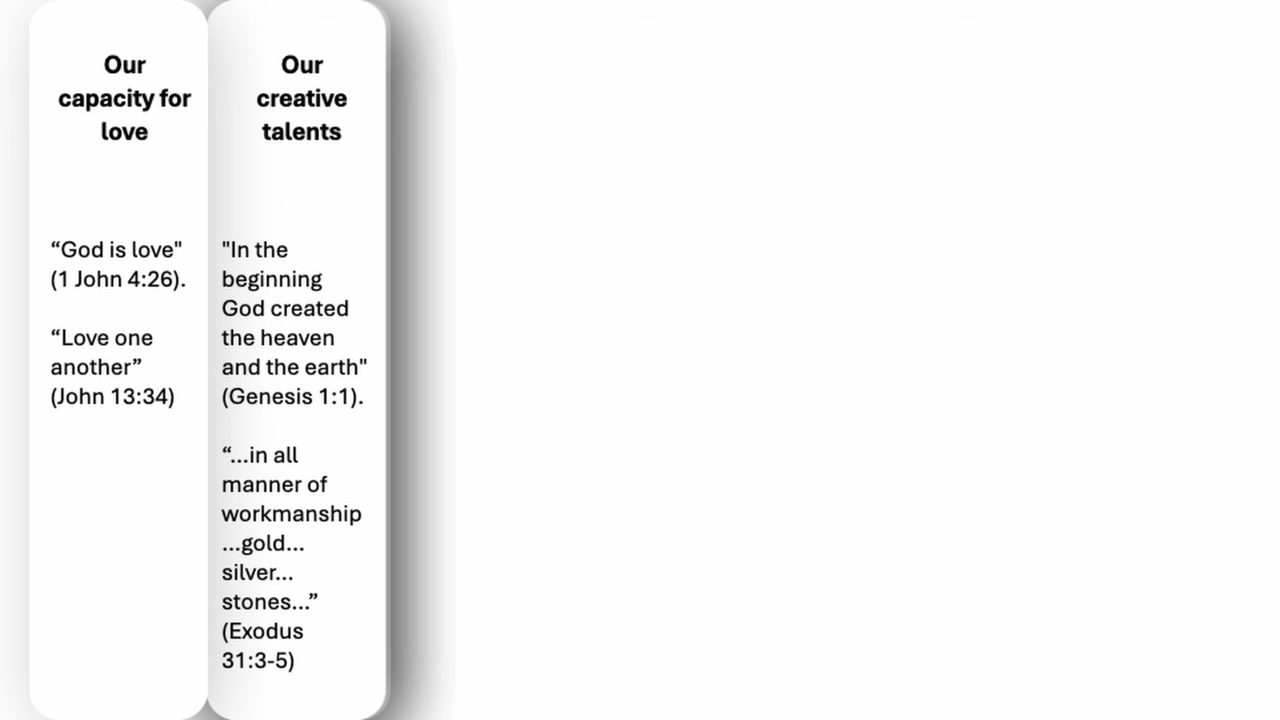 Our
capacity for
love
“God is love"
(1 John 4:26).
“Love one
another”
(John 13:34)
Our
creative
talents
"In the
beginning
God created
the heaven
and the earth"
(Genesis 1:1).
“...in all
manner of
workmanship
...gold...
silver...
stones...”
(Exodus
31:3-5)